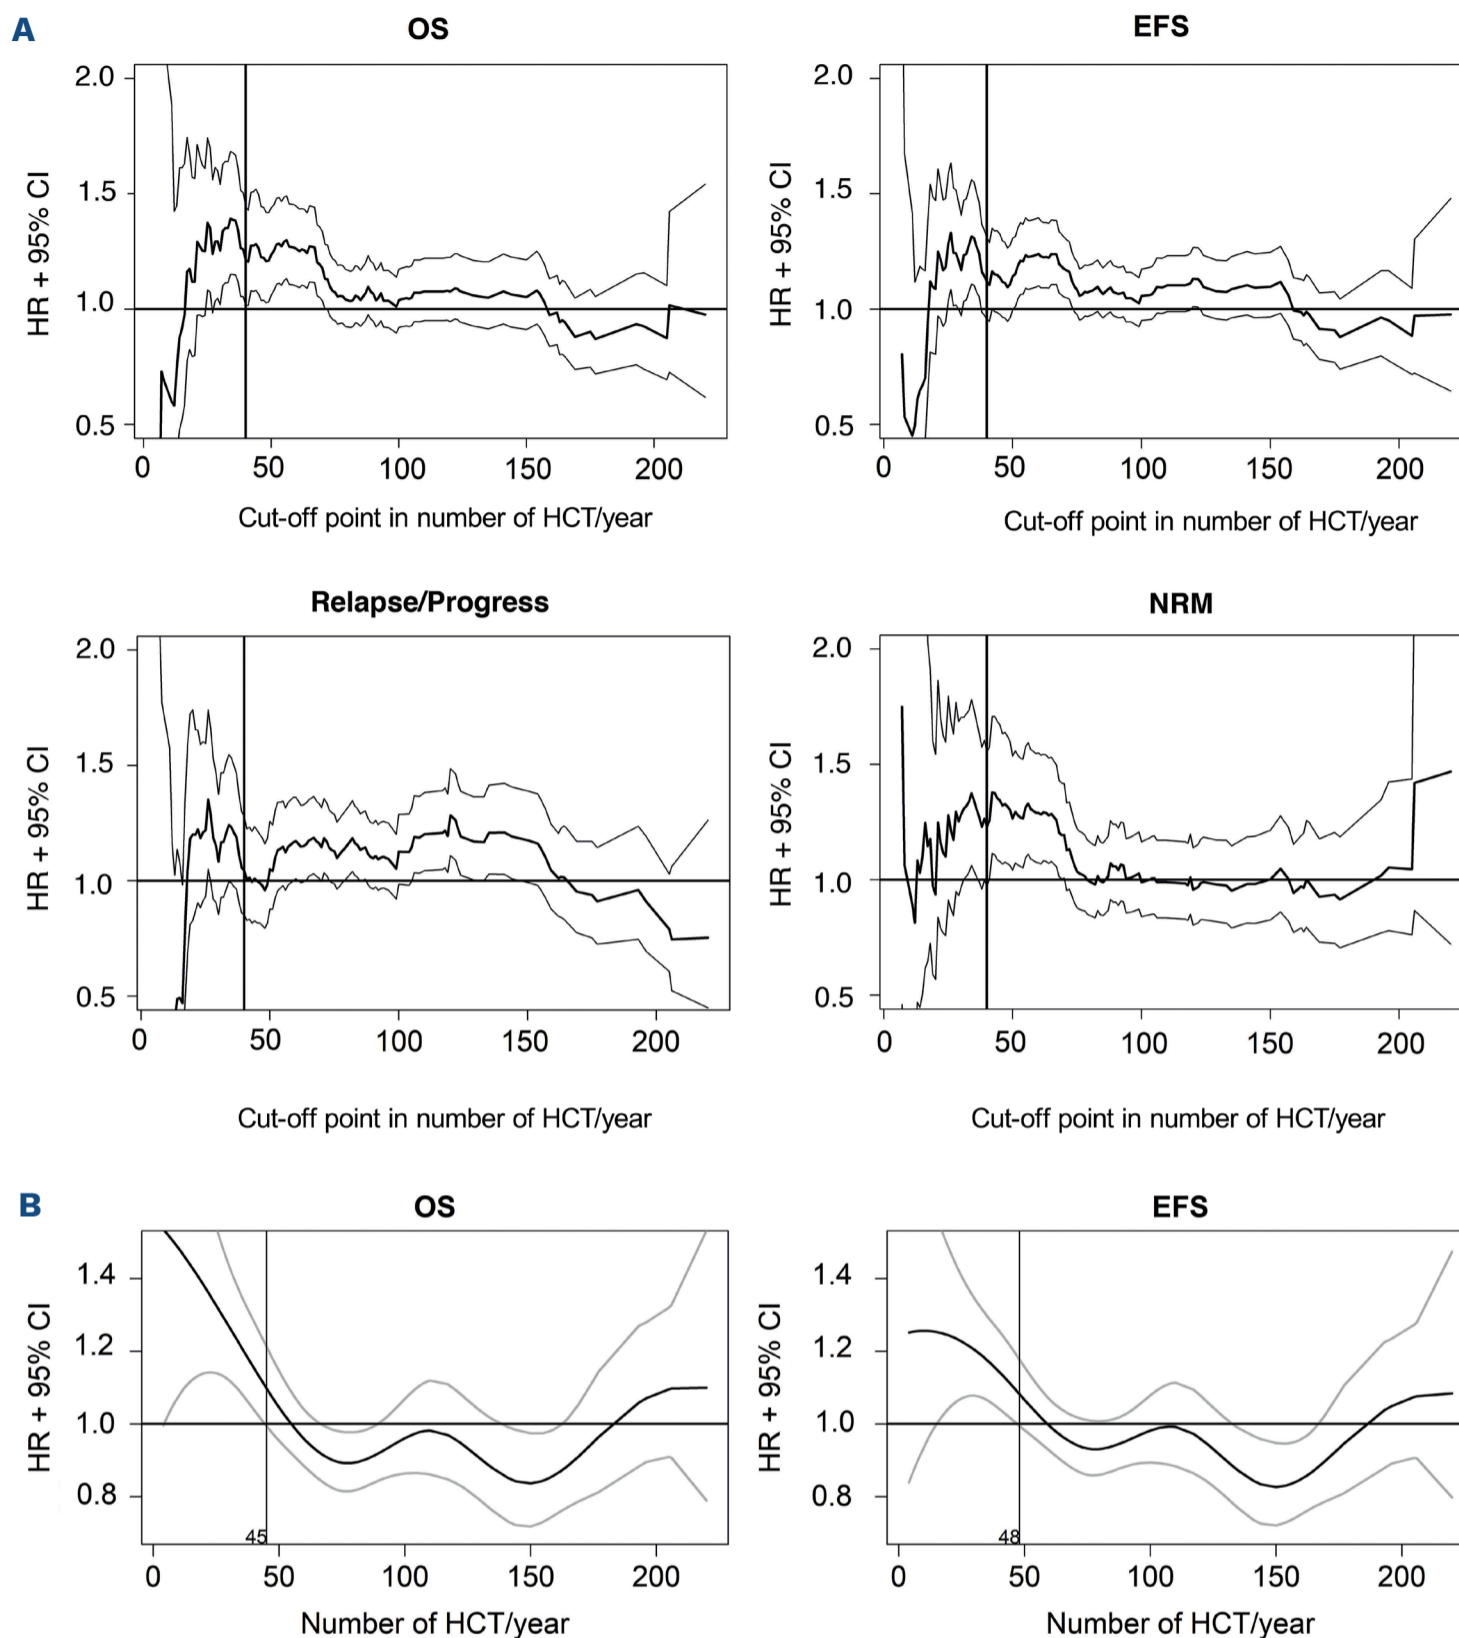 A
OS
EFS
2.0
1.5
1.0
0.5
HR + 95% CI
0 50 100 150 200
Cut-off point in number of HCT/year
2.0
1.5
1.0
0.5
HR + 95% CI
0 50 100 150 200
Cut-off point in number of HCT/year
Relapse/Progress
NRM
2.0
1.5
1.0
0.5
HR + 95% CI
0 50 100 150 200
Cut-off point in number of HCT/year
2.0
1.5
1.0
0.5
HR + 95% CI
0 50 100 150 200
Cut-off point in number of HCT/year
B
OS
EFS
1.4
1.2
1.0
0.8
HR + 95% CI
45
0 50 100 150 200
Number of HCT/year
1.4
1.2
1.0
0.8
HR + 95% CI
48
0 50 100 150 200
Number of HCT/year